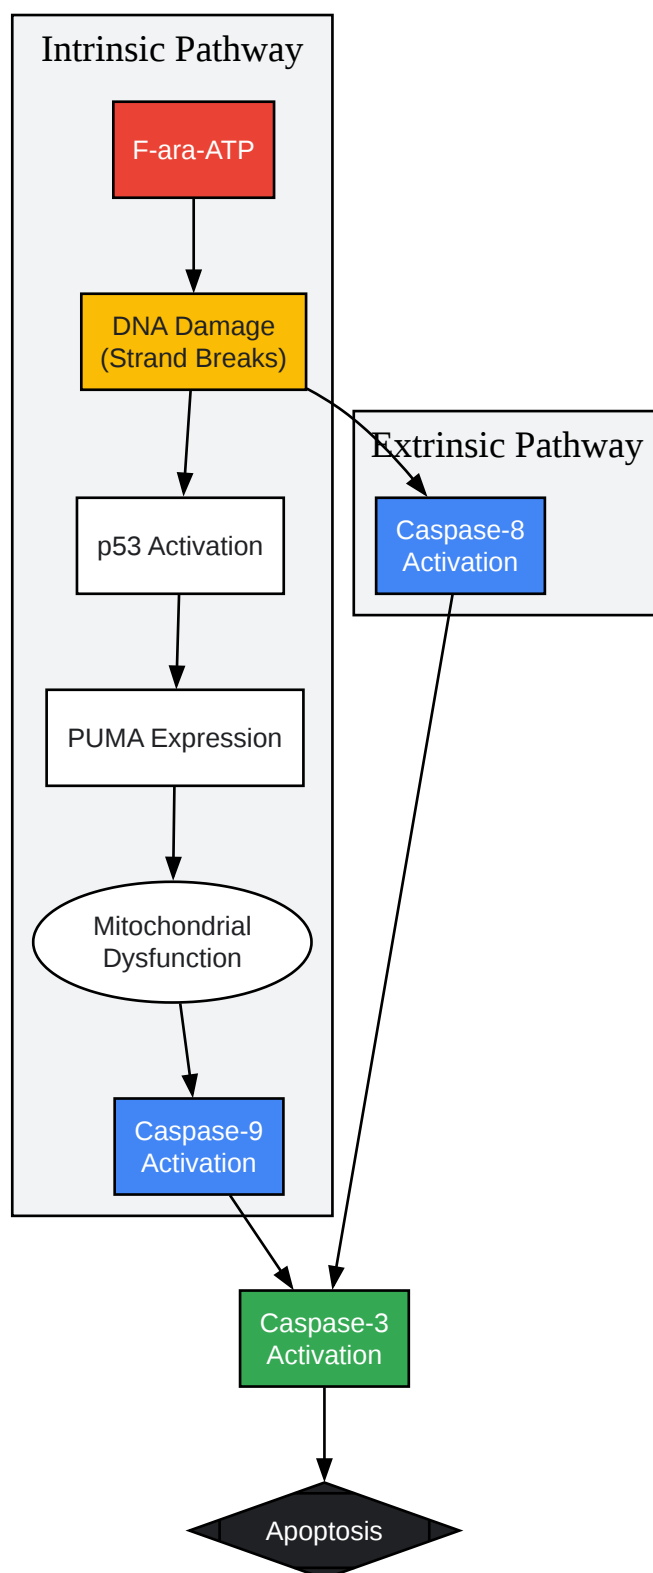 Intrinsic Pathway
F-ara-ATP
DNA Damage
(Strand Breaks)
Extrinsic Pathway
Caspase-8
Activation
p53 Activation
PUMA Expression
Mitochondrial
Dysfunction
Caspase-9
Activation
Caspase-3
Activation
Apoptosis